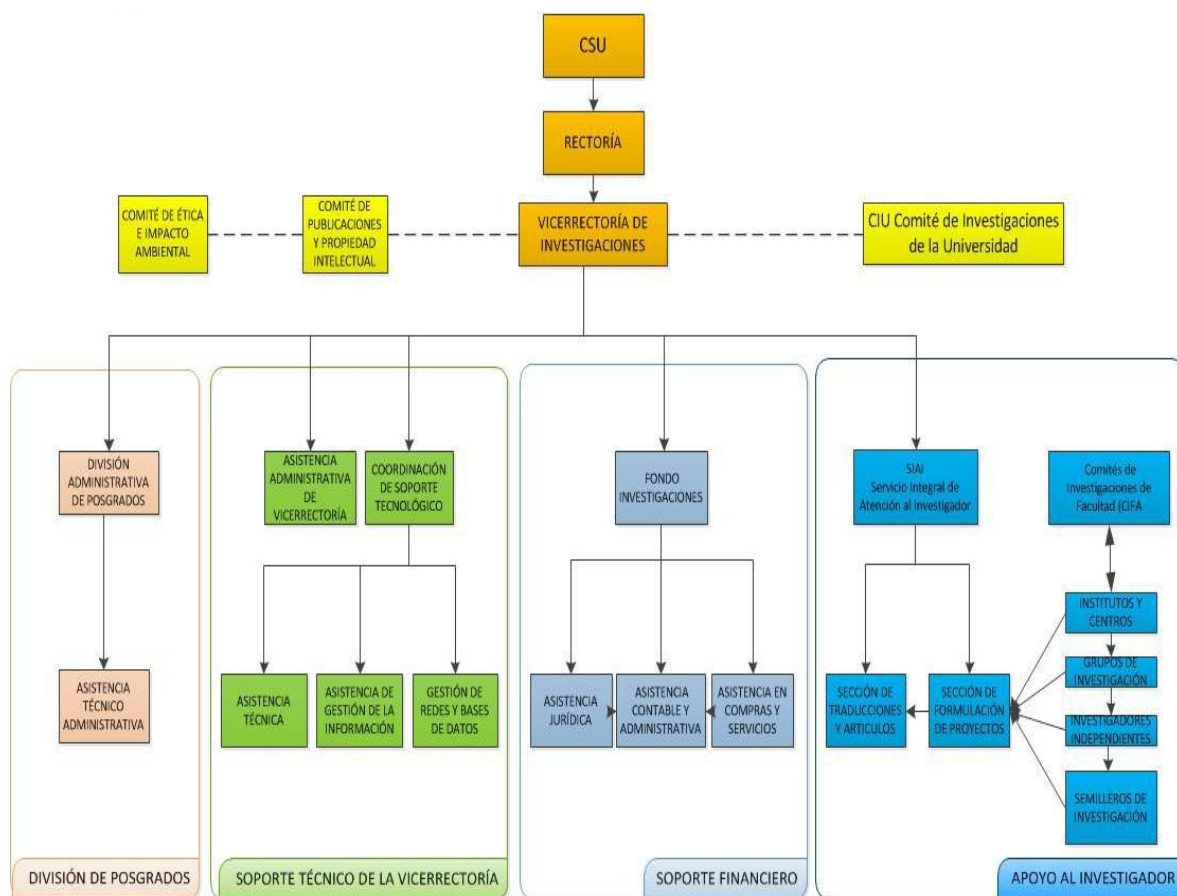 CSU
RECTORÍA
VICERRECTORÍA DE
INVESTIGACIONES
COMITÉ DE ÉTICA
E IMPACTO
AMBIENTAL
COMITÉ DE
PUBLICACIONES
Y PROPIEDAD
INTELECTUAL
CIU Comité de Investigaciones
de la Universidad
DIVISIÓN
ADMINISTRATIVA
DE POSGRADOS
ASISTENCIA
TÉCNICO
ADMINISTRATIVA
DIVISIÓN DE POSGRADOS
ASISTENCIA
ADMINISTRATIVA
DE
VICERRECTORÍA
COORDINACIÓN
DE SOPORTE
TECNOLÓGICO
ASISTENCIA
TÉCNICA
ASISTENCIA DE
GESTIÓN DE LA
INFORMACIÓN
GESTIÓN DE
REDES Y BASES
DE DATOS
SOPORTE TÉCNICO DE LA VICERRECTORÍA
FONDO
INVESTIGACIONES
ASISTENCIA
JURÍDICA
ASISTENCIA
CONTABLE Y
ADMINISTRATIVA
ASISTENCIA EN
COMPRAS Y
SERVICIOS
SOPORTE FINANCIERO
SIAI
Servicio Integral de
Atención al Investigador
Comités de
Investigaciones de
Facultad (CIFA
INSTITUTOS Y
CENTROS
GRUPOS DE
INVESTIGACIÓN
INVESTIGADORES
INDEPENDIENTES
SEMILLEROS DE
INVESTIGACIÓN
SECCIÓN DE
TRADUCCIONES
Y ARTICULOS
SECCIÓN DE
FORMULACIÓN
DE PROYECTOS
APOYO AL INVESTIGADOR